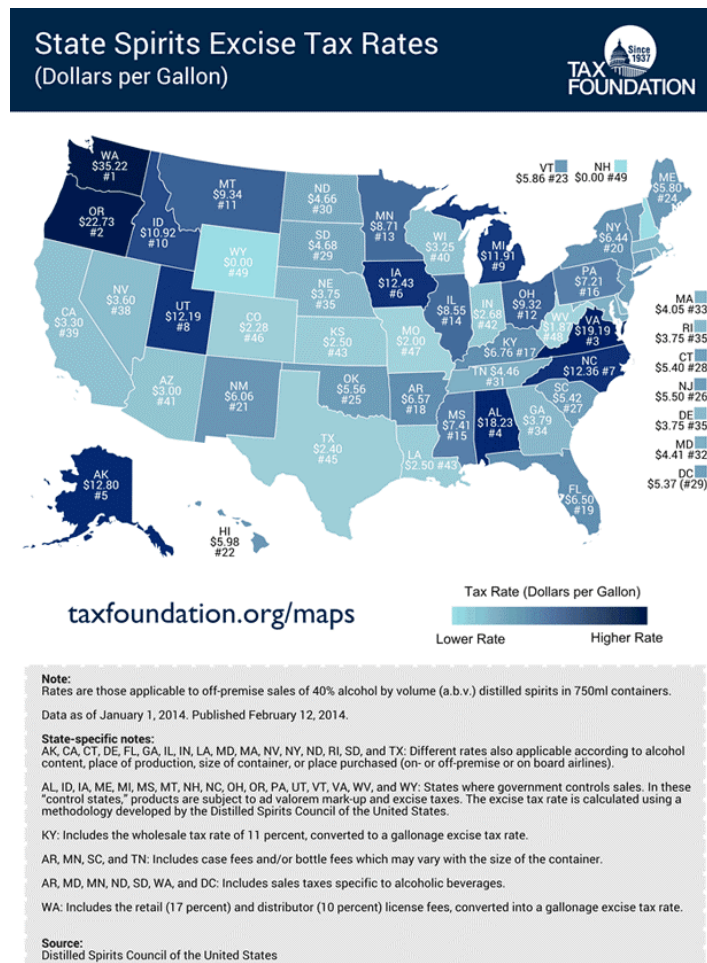 State Spirits Excise Tax Rates
(Dollars per Gallon)
Since
1937
TAX
FOUNDATION
WA
$35.22
#1
OR
$22.73
#2
ID
$10.92
#10
MT
$9.34
#11
ND
$4.66
#30
MN
$8.71
#13
SD
$4.68
#29
WI
$3.25
#40
MI
$11.91
#9
VT
$5.86 #23
NH
$0.00 #49
ME
$5.80
#24
NY
$6.44
#20
WY
$0.00
#49
NE
$3.75
#35
IA
$12.43
#6
PA
$7.21
#16
NV
$3.60
#38
UT
$12.19
#8
CA
$3.30
#39
CO
$2.28
#46
KS
$2.50
#43
MO
$2.00
#47
IL
$8.55
#14
IN
$2.68
#42
OH
$9.32
#12
WV
$1.87
#48
VA
$19.19
#3
KY
$6.76 #17
NC
$12.36 #7
TN $4.46
#31
SC
$5.42
#27
MA
$4.05 #33
RI
$3.75 #35
CT
$5.40 #28
NJ
$5.50 #26
DE
$3.75 #35
MD
$4.41 #32
DC
$5.37 (#29)
AZ
$3.00
#41
NM
$6.06
#21
OK
$5.56
#25
AR
$6.57
#18
MS
$7.41
#15
AL
$18.23
#4
GA
$3.79
#34
TX
$2.40
#45
LA
$2.50 #43
FL
$6.50
#19
AK
$12.80
#5
HI
$5.98
#22
taxfoundation.org/maps
Tax Rate (Dollars per Gallon)
Lower Rate
Higher Rate
Note:
Rates are those applicable to off-premise sales of 40% alcohol by volume (a.b.v.) distilled spirits in 750ml containers.
Data as of January 1, 2014. Published February 12, 2014.
State-specific notes:
AK, CA, CT, DE, FL, GA, IL, IN, LA, MD, MA, NV, NY, ND, RI, SD, and TX: Different rates also applicable according to alcohol
content, place of production, size of container, or place purchased (on- or off-premise or on board airlines).
AL, ID, IA, ME, MI, MS, MT, NH, NC, OH, OR, PA, UT, VT, VA, WV, and WY: States where government controls sales. In these
"control states," products are subject to ad valorem mark-up and excise taxes. The excise tax rate is calculated using a
methodology developed by the Distilled Spirits Council of the United States.
KY: Includes the wholesale tax rate of 11 percent, converted to a gallonage excise tax rate.
AR, MN, SC, and TN: Includes case fees and/or bottle fees which may vary with the size of the container.
AR, MD, MN, ND, SD, WA, and DC: Includes sales taxes specific to alcoholic beverages.
WA: Includes the retail (17 percent) and distributor (10 percent) license fees, converted into a gallonage excise tax rate.
Source:
Distilled Spirits Council of the United States